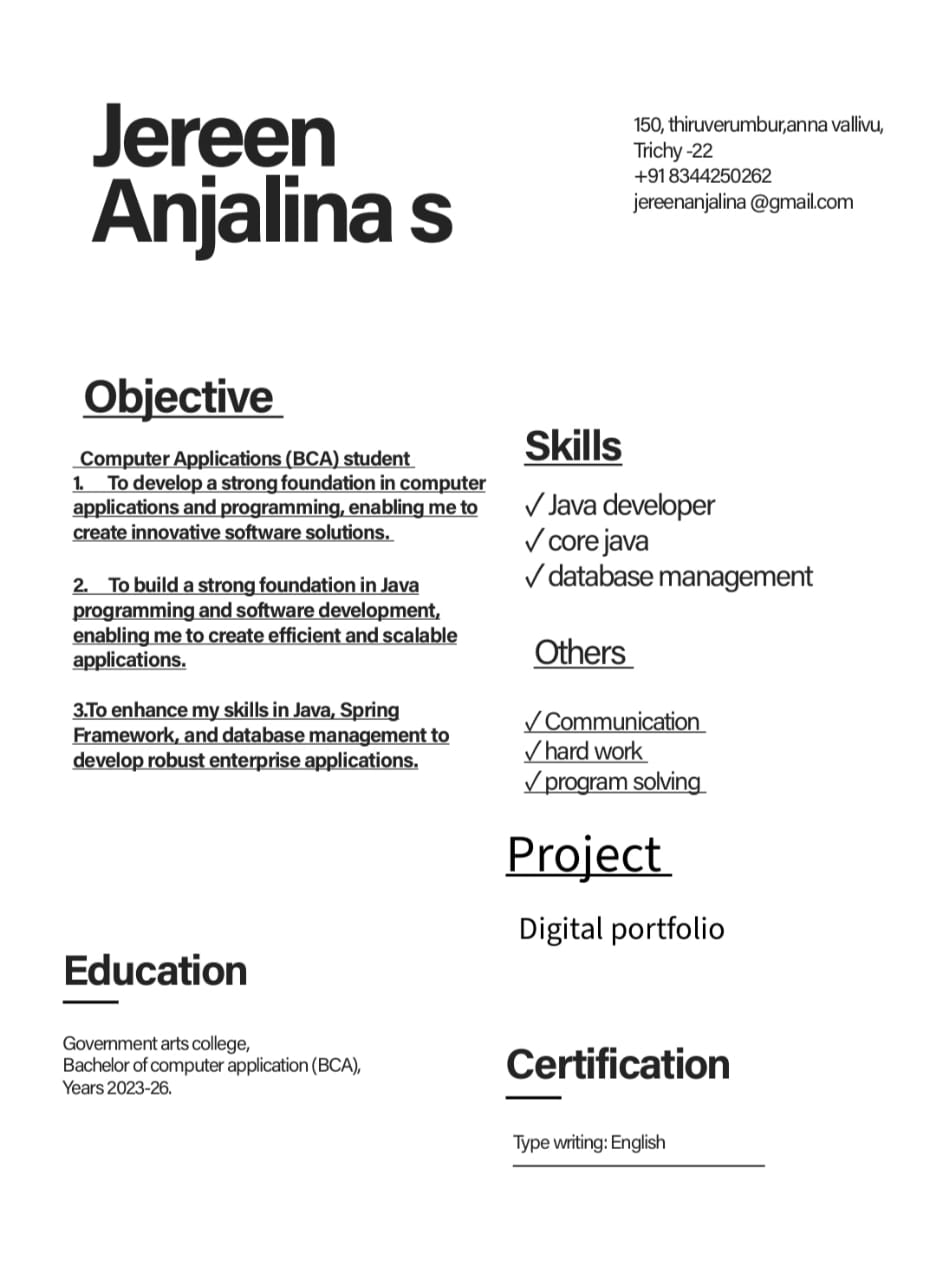 Jereen
Anjalina s
150, thiruverumbur,anna vallivu,
Trichy -22
+91 8344250262
jereenanjalina @gmail.com
Objective
Computer Applications (BCA) student
1. To develop a strong foundation in computer
applications and programming, enabling me to
create innovative software solutions.
2. To build a strong foundation in Java
programming and software development,
enabling me to create efficient and scalable
applications.
3.To enhance my skills in Java, Spring
Framework, and database management to
develop robust enterprise applications.
Education
Government arts college,
Bachelor of computer application (BCA),
Years 2023-26.
Skills
✓ Java developer
✓ core java
✓ database management
Others
✓ Communication
✓ hard work
✓ program solving
Project
Digital portfolio
Certification
Type writing: English